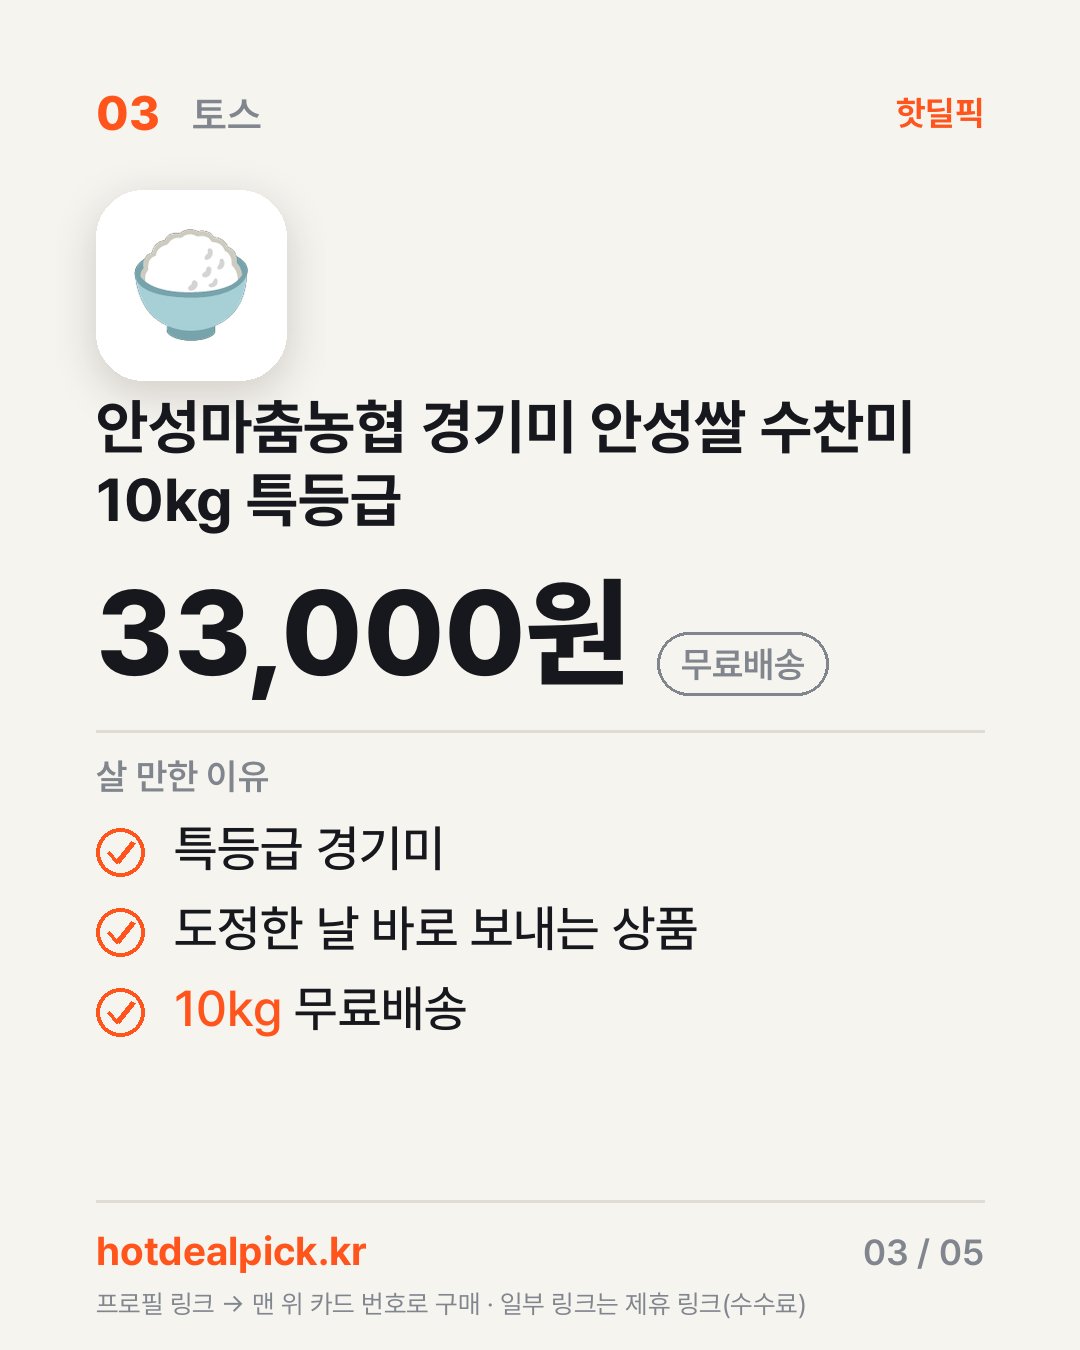 03 토스
핫딜픽
안성마춤농협 경기미 안성쌀 수찬미
10kg 특등급
33,000원 무료배송
살 만한 이유
특등급 경기미
도정한 날 바로 보내는 상품
10kg 무료배송
hotdealpick.kr
03 / 05
프로필 링크 → 맨 위 카드 번호로 구매 · 일부 링크는 제휴 링크(수수료)